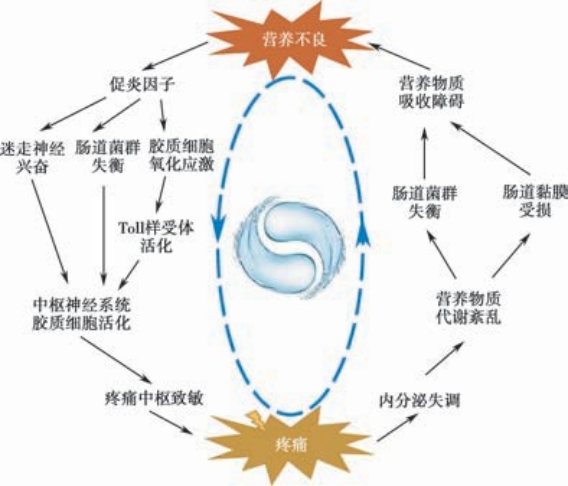 营养不良
促炎因子
迷走神经
兴奋
肠道菌群
失衡
胶质细胞
氧化应激
Toll样受体
活化
中枢神经系统
胶质细胞活化
疼痛中枢致敏
疼痛
内分泌失调
营养物质
代谢紊乱
肠道菌群
失衡
肠道黏膜
受损
营养物质
吸收障碍